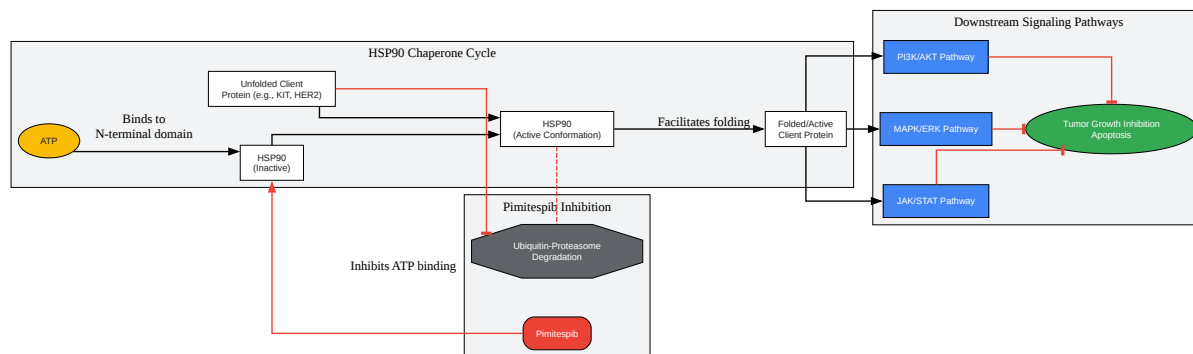 Downstream Signaling Pathways
HSP90 Chaperone Cycle
PI3K/AKT Pathway
Unfolded Client
Protein (e.g., KIT, HER2)
Binds to
N-terminal domain
ATP
HSP90
(Inactive)
HSP90
(Active Conformation)
Facilitates folding
Folded/Active
Client Protein
MAPK/ERK Pathway
Tumor Growth Inhibition
Apoptosis
JAK/STAT Pathway
Pimitespib Inhibition
Ubiquitin-Proteasome
Degradation
Inhibits ATP binding
Pimitespib